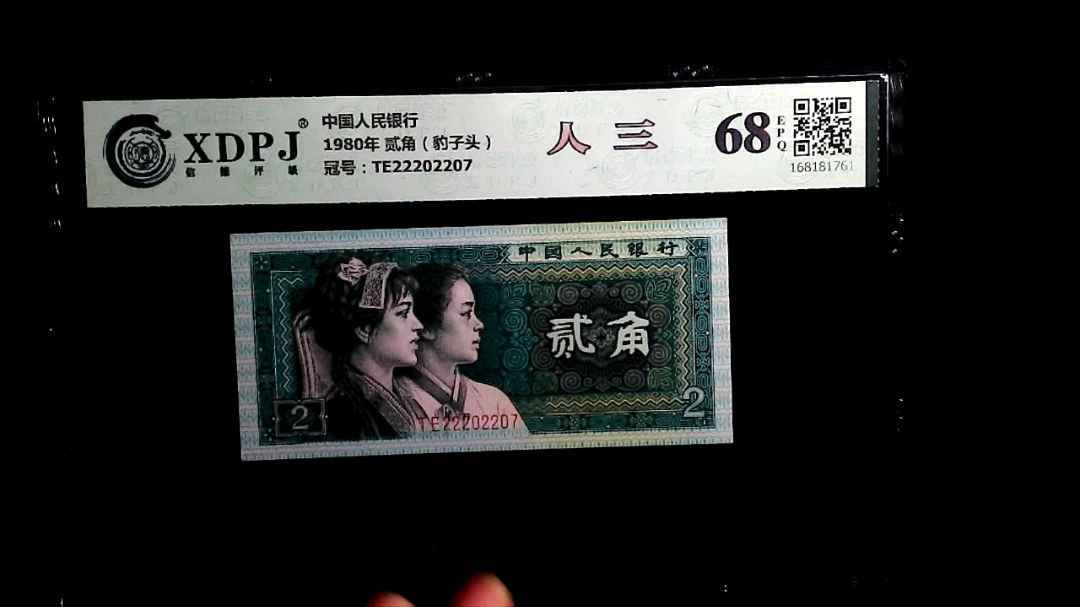 XDPJ®
信德评级
中国人民银行
1980年 贰角（豹子头）
冠号：TE22202207
人 三
68
EPQ
168181761
中国人民银行
贰角
2
2
TE22202207